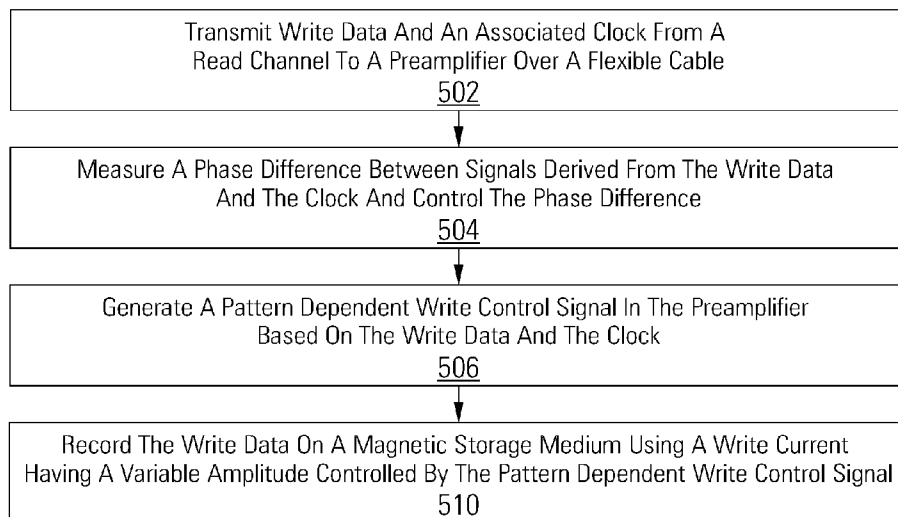 Transmit Write Data And An Associated Clock From A
Read Channel To A Preamplifier Over A Flexible Cable
502
Measure A Phase Difference Between Signals Derived From The Write Data
And The Clock And Control The Phase Difference
504
Generate A Pattern Dependent Write Control Signal In The Preamplifier
Based On The Write Data And The Clock
506
Record The Write Data On A Magnetic Storage Medium Using A Write Current
Having A Variable Amplitude Controlled By The Pattern Dependent Write Control Signal
510